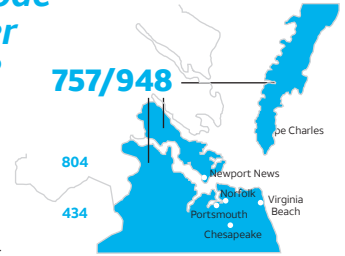 757/948
pe Charles
804
Newport News
Norfolk
434
Virginia
Beach
Portsmouth
Chesapeake